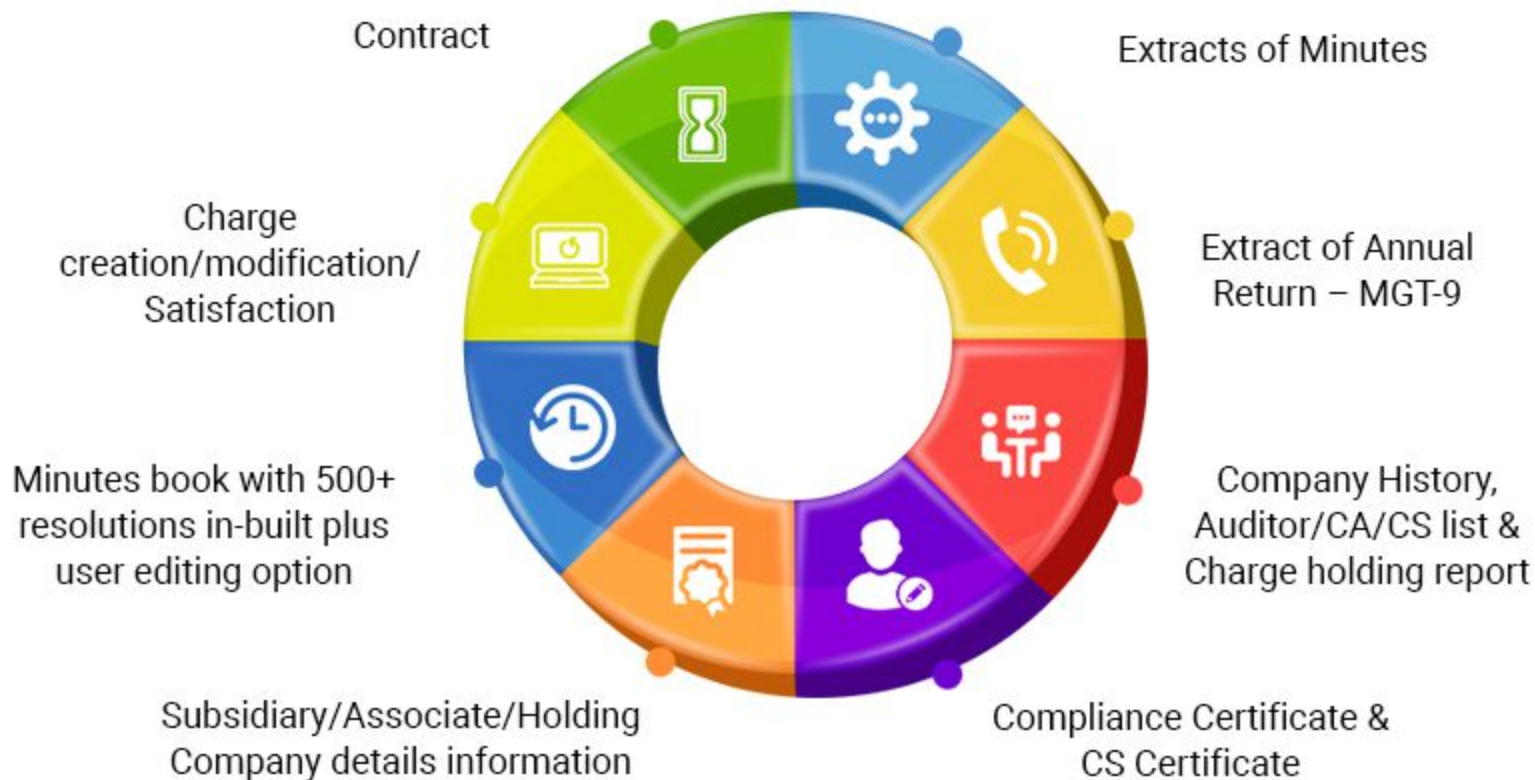 Contract
Extracts of Minutes
Charge
creation/modification/
Satisfaction
Extract of Annual
Return – MGT-9
Minutes book with 500+
resolutions in-built plus
user editing option
Company History,
Auditor/CA/CS list &
Charge holding report
Subsidiary/Associate/Holding
Company details information
Compliance Certificate &
CS Certificate